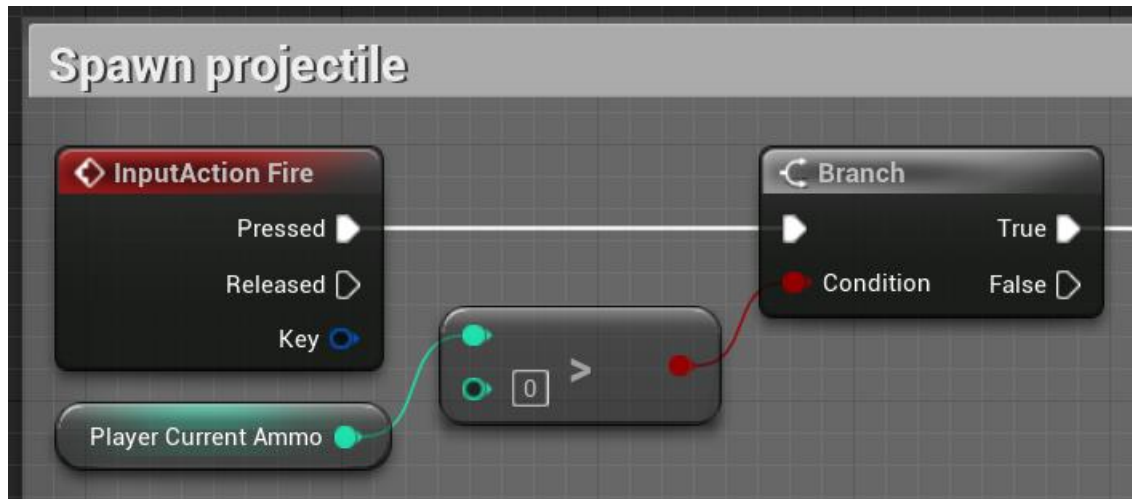 Spawn projectile
InputAction Fire
Pressed
Released
Key
Player Current Ammo
0
>
Branch
True
Condition
False